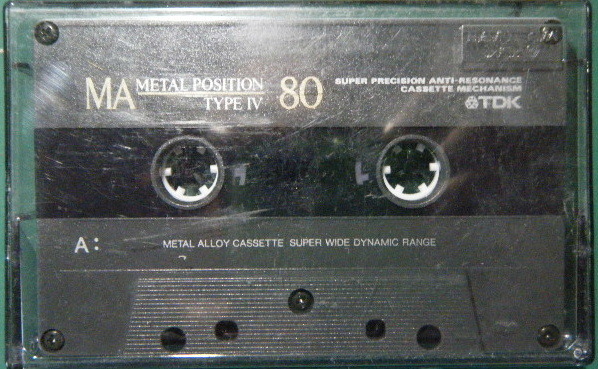 MA METAL POSITION
TYPE IV
80
SUPER PRECISION ANTI-RESONANCE
CASSETTE MECHANISM
TDK
A:
METAL ALLOY CASSETTE SUPER WIDE DYNAMIC RANGE